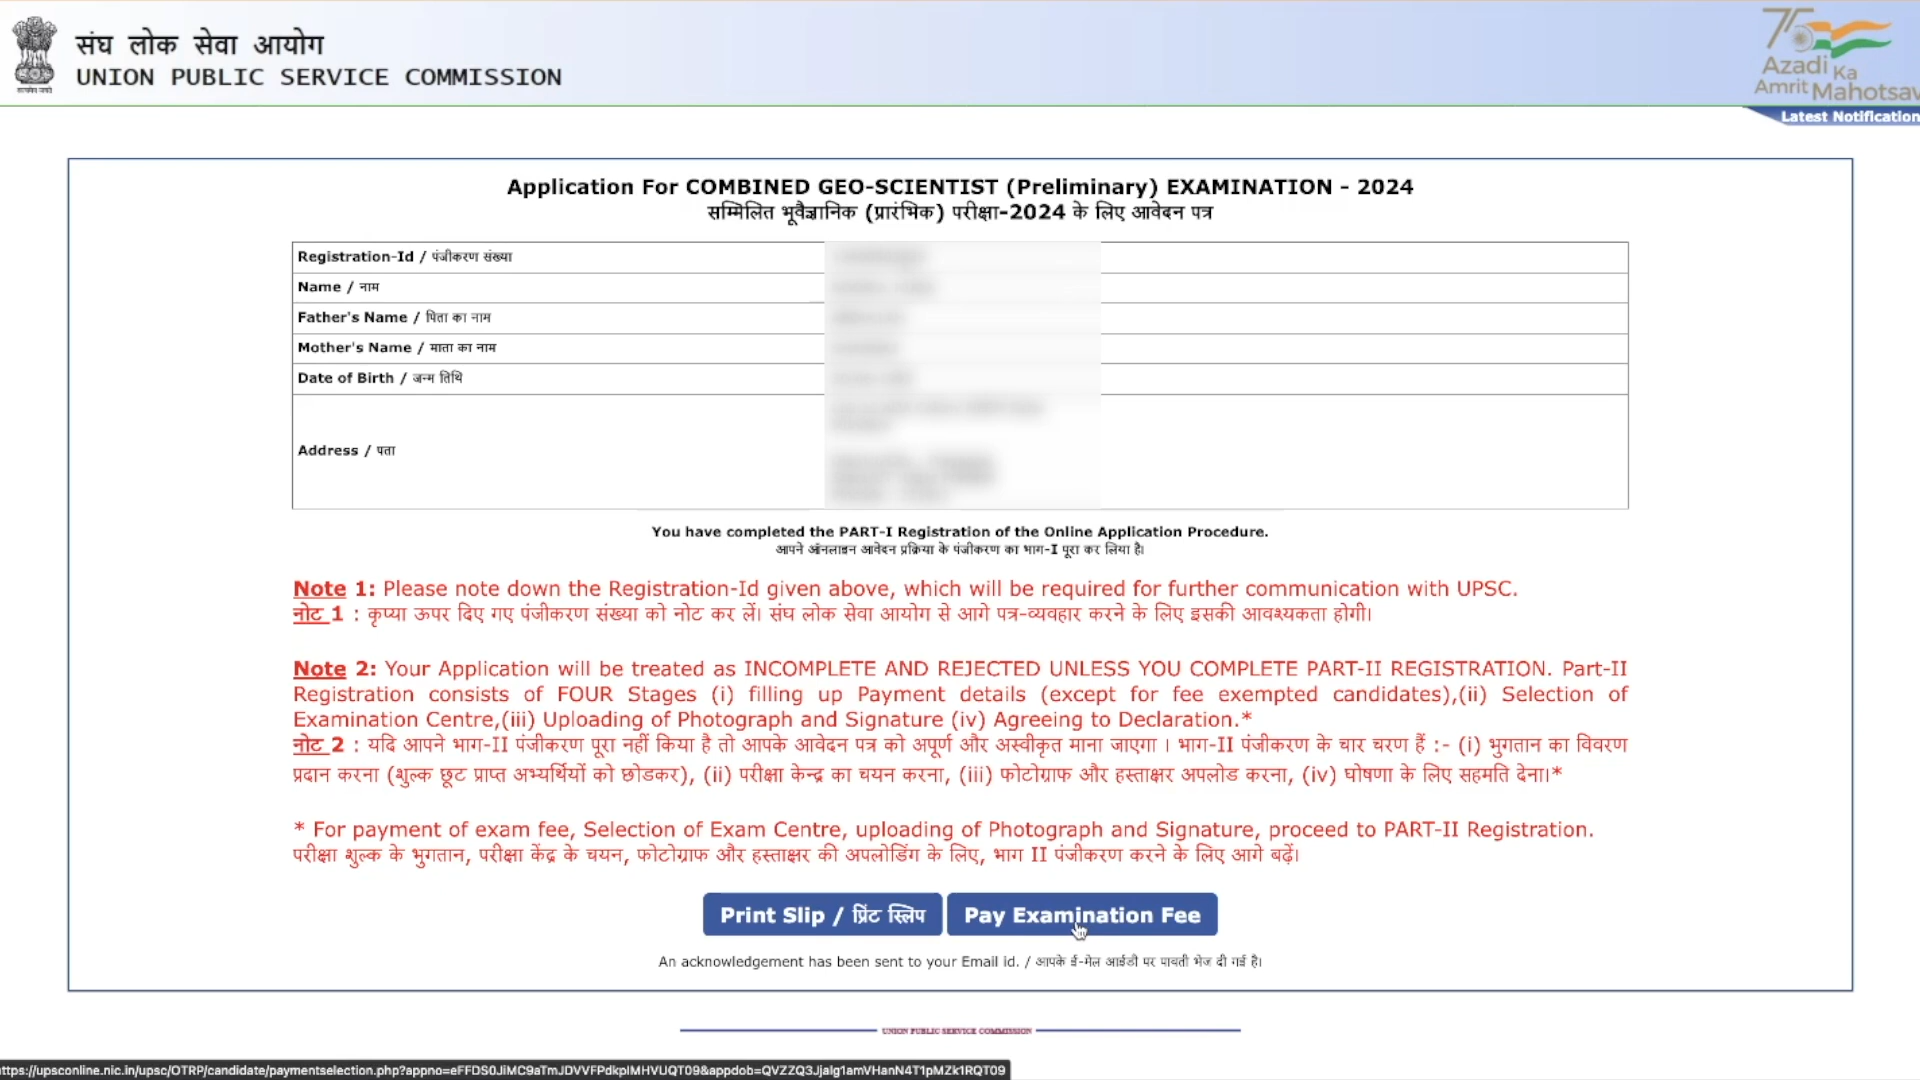 संघ लोक सेवा आयोग
UNION PUBLIC SERVICE COMMISSION
75
Azadi Ka
Amrit Mahotsav
Latest Notification
Application For COMBINED GEO-SCIENTIST (Preliminary) EXAMINATION - 2024
सम्मिलित भूवैज्ञानिक (प्रारंभिक) परीक्षा-2024 के लिए आवेदन पत्र
Registration-Id / पंजीकरण संख्या
Name / नाम
Father's Name / पिता का नाम
Mother's Name / माता का नाम
Date of Birth / जन्म तिथि
Address / पता
You have completed the PART-I Registration of the Online Application Procedure.
आपने ऑनलाइन आवेदन प्रक्रिया के पंजीकरण का भाग-I पूरा कर लिया है।
Note 1: Please note down the Registration-Id given above, which will be required for further communication with UPSC.
नोट 1 : कृप्या ऊपर दिए गए पंजीकरण संख्या को नोट कर लें। संघ लोक सेवा आयोग से आगे पत्र-व्यवहार करने के लिए इसकी आवश्यकता होगी।
Note 2: Your Application will be treated as INCOMPLETE AND REJECTED UNLESS YOU COMPLETE PART-II REGISTRATION. Part-II
Registration consists of FOUR Stages (i) filling up Payment details (except for fee exempted candidates),(ii) Selection of
Examination Centre,(iii) Uploading of Photograph and Signature (iv) Agreeing to Declaration.*
नोट 2 : यदि आपने भाग-II पंजीकरण पूरा नहीं किया है तो आपके आवेदन पत्र को अपूर्ण और अस्वीकृत माना जाएगा । भाग-II पंजीकरण के चार चरण हैं :- (i) भुगतान का विवरण
प्रदान करना (शुल्क छूट प्राप्त अभ्यर्थियों को छोडकर), (ii) परीक्षा केन्द्र का चयन करना, (iii) फोटोग्राफ और हस्ताक्षर अपलोड करना, (iv) घोषणा के लिए सहमति देना।*
* For payment of exam fee, Selection of Exam Centre, uploading of Photograph and Signature, proceed to PART-II Registration.
परीक्षा शुल्क के भुगतान, परीक्षा केंद्र के चयन, फोटोग्राफ और हस्ताक्षर की अपलोडिंग के लिए, भाग II पंजीकरण करने के लिए आगे बढ़ें।
Print Slip / प्रिंट स्लिप
Pay Examination Fee
An acknowledgement has been sent to your Email id. / आपके ई-मेल आईडी पर पावती भेज दी गई है।
UNION PUBLIC SERVICE COMMISSION
ttps://upsconline.nic.in/upsc/OTRP/candidate/paymentselection.php?appno=eFFDS0JiMC9aTmJDVVFPdkpIMHVUQT09&appdob=QVZZQ3Jjalg1amVHanN4T1pMZk1RQT09